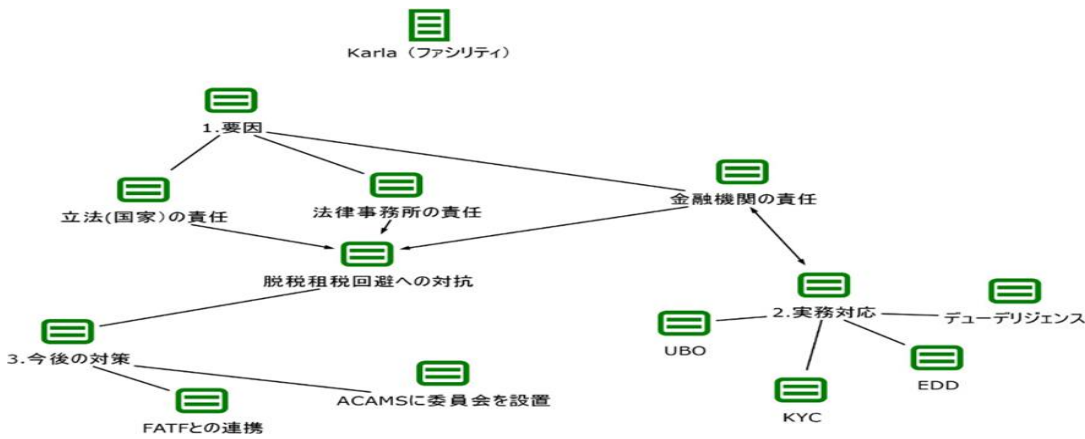 Karla (ファシリティ)
1.要因
立法(国家)の責任
法律事務所の責任
金融機関の責任
脱税租税回避への対抗
2.実務対応
デューデリジェンス
UBO
3.今後の対策
EDD
ACAMSに委員会を設置
KYC
FATFとの連携